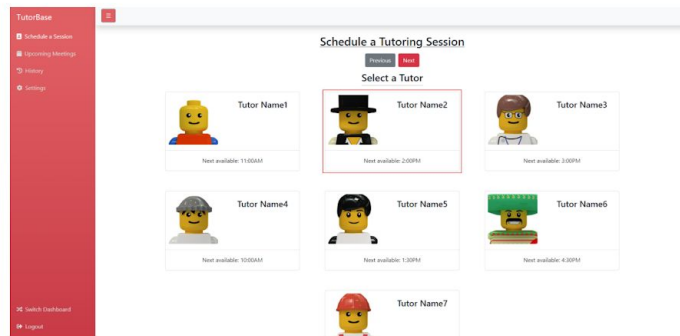 TutorBase
Schedule a Session
Upcoming Meetings
History
Settings
Switch Dashboard
Logout
Schedule a Tutoring Session
Previous Next
Select a Tutor
Tutor Name1
Next available: 11:00AM
Tutor Name2
Next available: 2:00PM
Tutor Name3
Next available: 3:00PM
Tutor Name4
Next available: 10:00AM
Tutor Name5
Next available: 1:30PM
Tutor Name6
Next available: 4:30PM
Tutor Name7